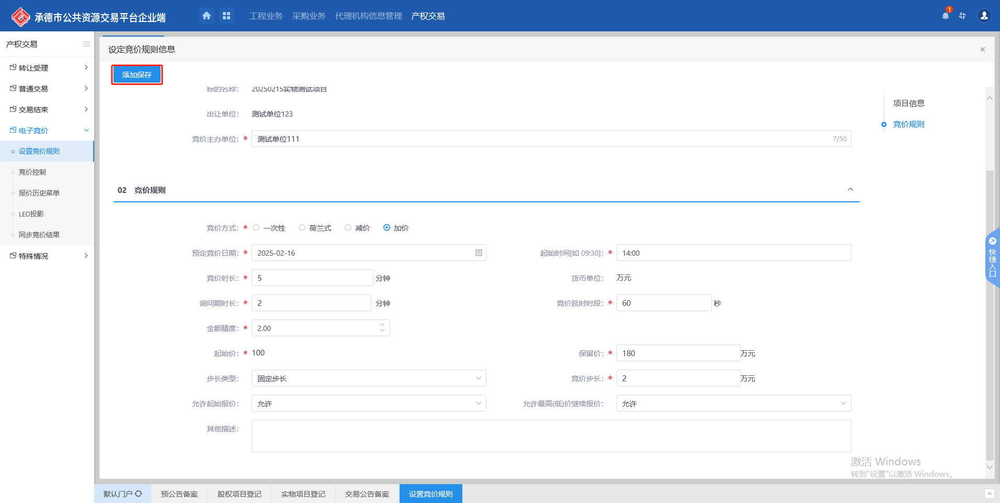 承德市公共资源交易平台企业端
工程业务 采购业务 代理机构信息管理 产权交易
1
产权交易
转让受理
普通交易
交易结束
电子竞价
设置竞价规则
竞价控制
报价历史菜单
LED投影
同步竞价结果
特殊情况
设定竞价规则信息
添加保存
标的名称： 20250215实物测试项目
出让单位： 测试单位123
竞价主办单位：* 测试单位111 7/50
项目信息
竞价规则
02 竞价规则
竞价方式：* 一次性 荷兰式 减价 加价
预定竞价日期：* 2025-02-16 起始时间[如 09:30]：* 14:00
竞价时长：* 5 分钟 货币单位： 万元
询问期时长：* 2 分钟 竞价延时时段：* 60 秒
金额精度：* 2.00
起始价：* 100 保留价：* 180 万元
步长类型： 固定步长 竞价步长：* 2 万元
允许起始报价： 允许 允许最高(低)价继续报价： 允许
其他描述：
快捷入口
激活 Windows
转到"设置"以激活 Windows。
默认门户 预公告备案 股权项目登记 实物项目登记 交易公告备案 设置竞价规则